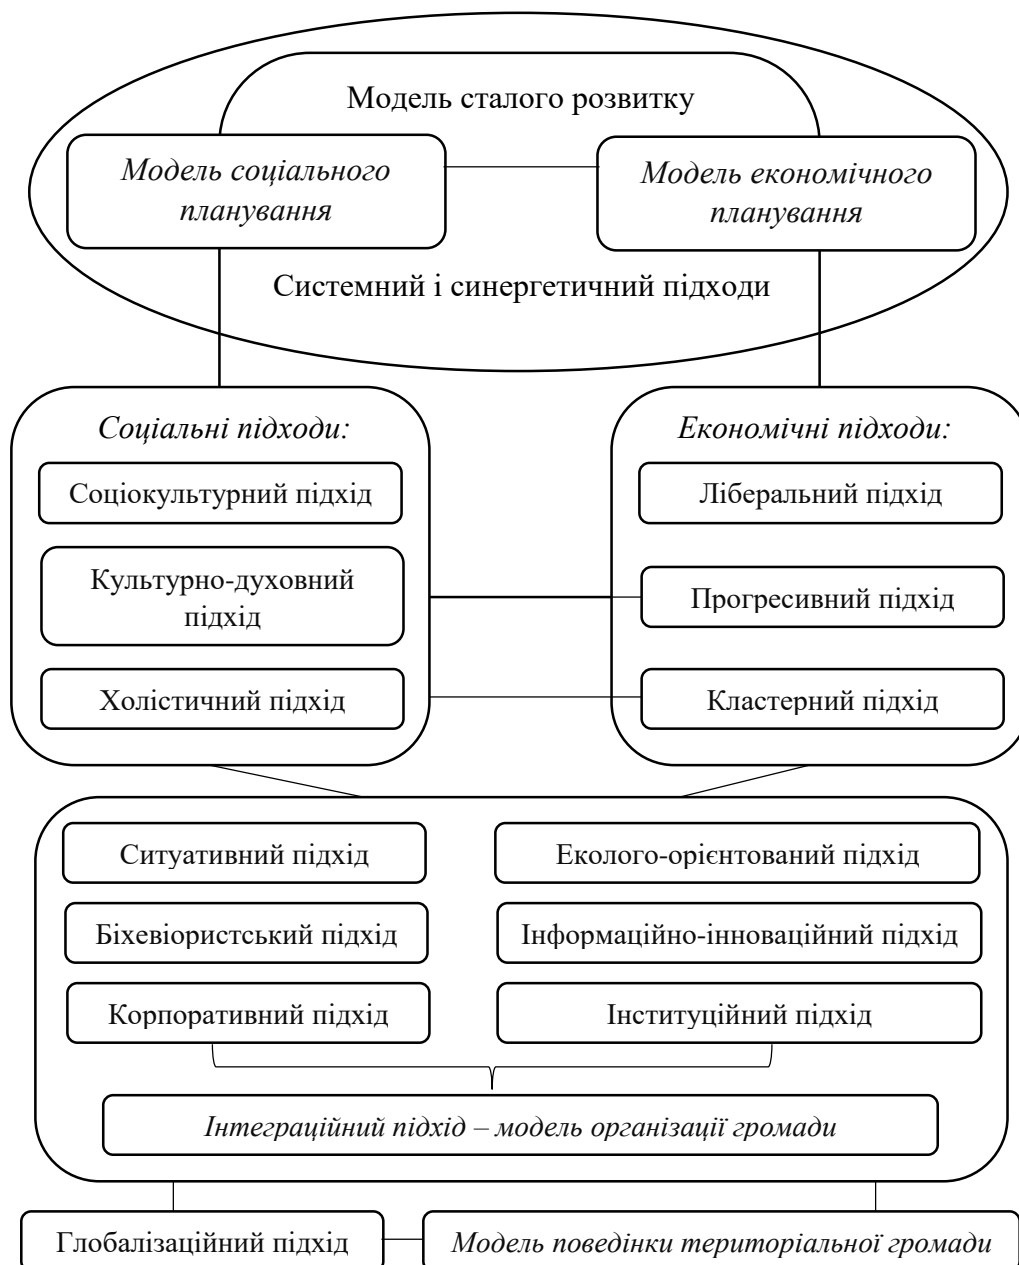 Модель сталого розвитку
Модель соціального
планування
Модель економічного
планування
Системний і синергетичний підходи
Соціальні підходи:
Соціокультурний підхід
Культурно-духовний
підхід
Холістичний підхід
Економічні підходи:
Ліберальний підхід
Прогресивний підхід
Кластерний підхід
Ситуативний підхід
Еколого-орієнтований підхід
Біхевіористський підхід
Інформаційно-інноваційний підхід
Корпоративний підхід
Інституційний підхід
Інтеграційний підхід – модель організації громади
Глобалізаційний підхід
Модель поведінки територіальної громади